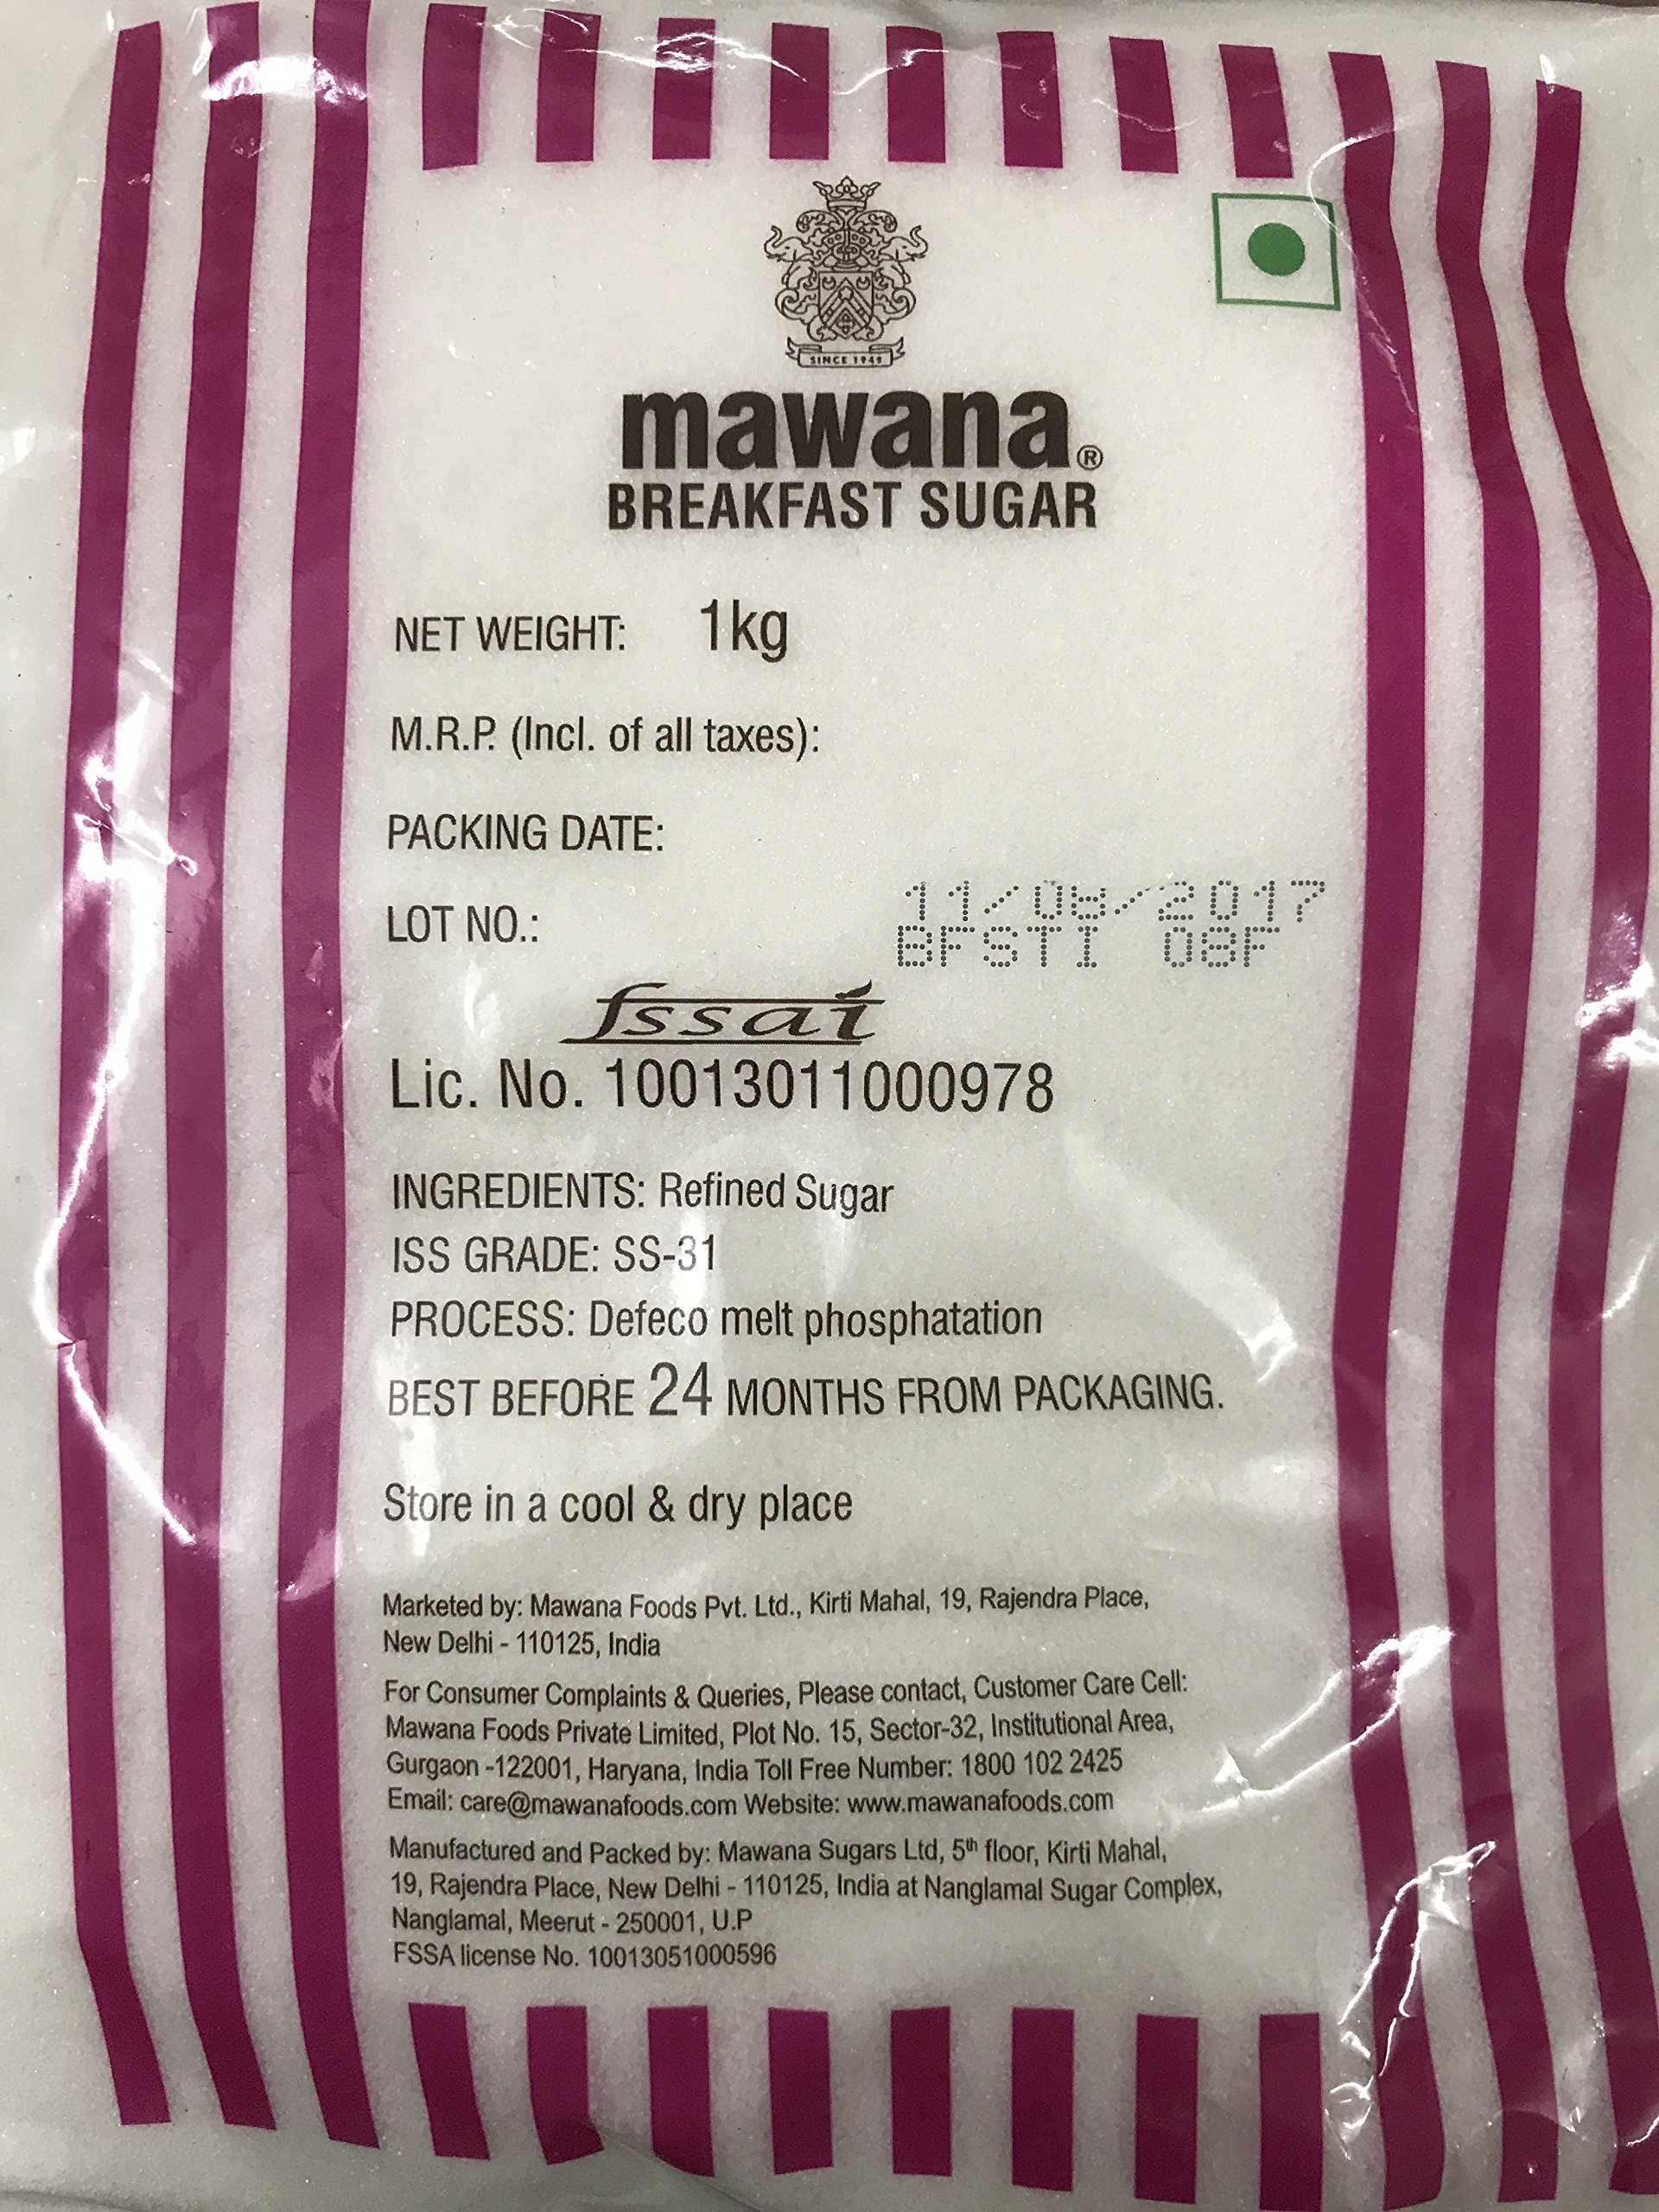 SINCE 1949
mawana®
BREAKFAST SUGAR
NET WEIGHT: 1kg
M.R.P. (Incl. of all taxes):
PACKING DATE:
11/08/2017
LOT NO.:
BFSTI 08F
fssai
Lic. No. 10013011000978
INGREDIENTS: Refined Sugar
ISS GRADE: SS-31
PROCESS: Defeco melt phosphatation
BEST BEFORE 24 MONTHS FROM PACKAGING.
Store in a cool & dry place
Marketed by: Mawana Foods Pvt. Ltd., Kirti Mahal, 19, Rajendra Place,
New Delhi - 110125, India
For Consumer Complaints & Queries, Please contact, Customer Care Cell:
Mawana Foods Private Limited, Plot No. 15, Sector-32, Institutional Area,
Gurgaon -122001, Haryana, India Toll Free Number: 1800 102 2425
Email: care@mawanafoods.com Website: www.mawanafoods.com
Manufactured and Packed by: Mawana Sugars Ltd, 5th floor, Kirti Mahal,
19, Rajendra Place, New Delhi - 110125, India at Nanglamal Sugar Complex,
Nanglamal, Meerut - 250001, U.P
FSSA license No. 10013051000596